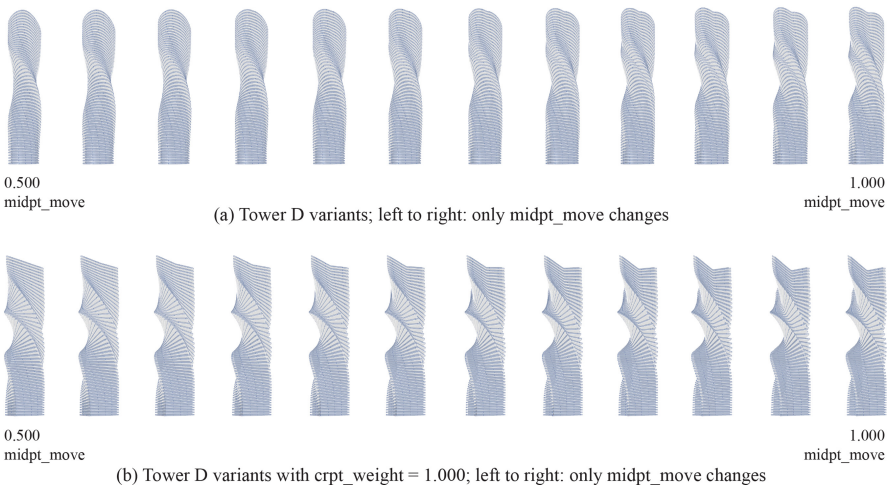 0.500
1.000
midpt_move
midpt_move
(a) Tower D variants; left to right: only midpt_move changes
0.500
1.000
midpt_move
midpt_move
(b) Tower D variants with crpt_weight = 1.000; left to right: only midpt_move changes